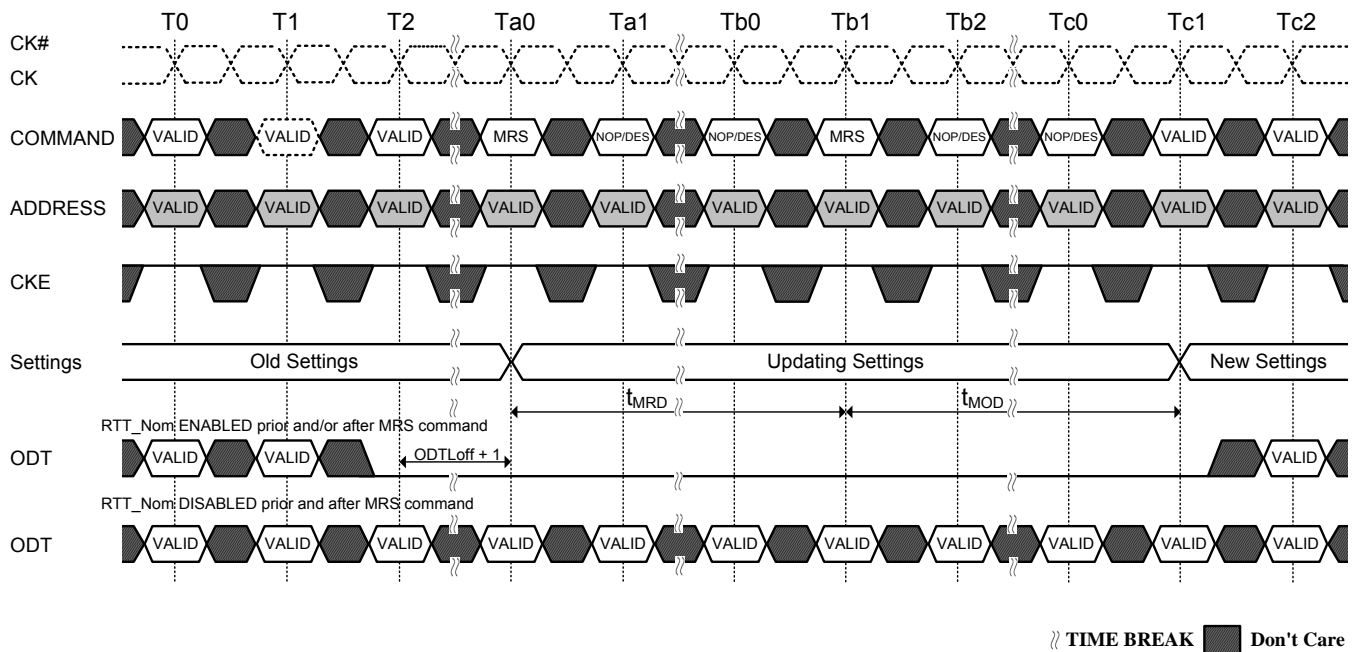 T0 T1 T2 Ta0 Ta1 Tb0 Tb1 Tb2 Tc0 Tc1 Tc2
CK#
CK
COMMAND VALID VALID VALID MRS NOP/DES NOP/DES MRS NOP/DES NOP/DES VALID VALID
ADDRESS VALID VALID VALID VALID VALID VALID VALID VALID VALID VALID VALID
CKE
Settings Old Settings Updating Settings New Settings
tMRD tMOD
RTT_Nom ENABLED prior and/or after MRS command
ODT VALID VALID ODTLoff + 1 VALID
RTT_Nom DISABLED prior and after MRS command
ODT VALID VALID VALID VALID VALID VALID VALID VALID VALID VALID VALID
TIME BREAK Don't Care